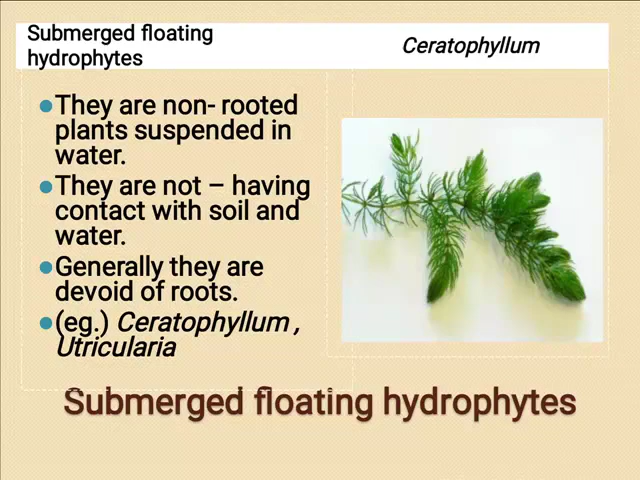 Submerged floating
hydrophytes
Ceratophyllum
They are non- rooted
plants suspended in
water.
They are not – having
contact with soil and
water.
Generally they are
devoid of roots.
(eg.) Ceratophyllum ,
Utricularia
Submerged floating hydrophytes